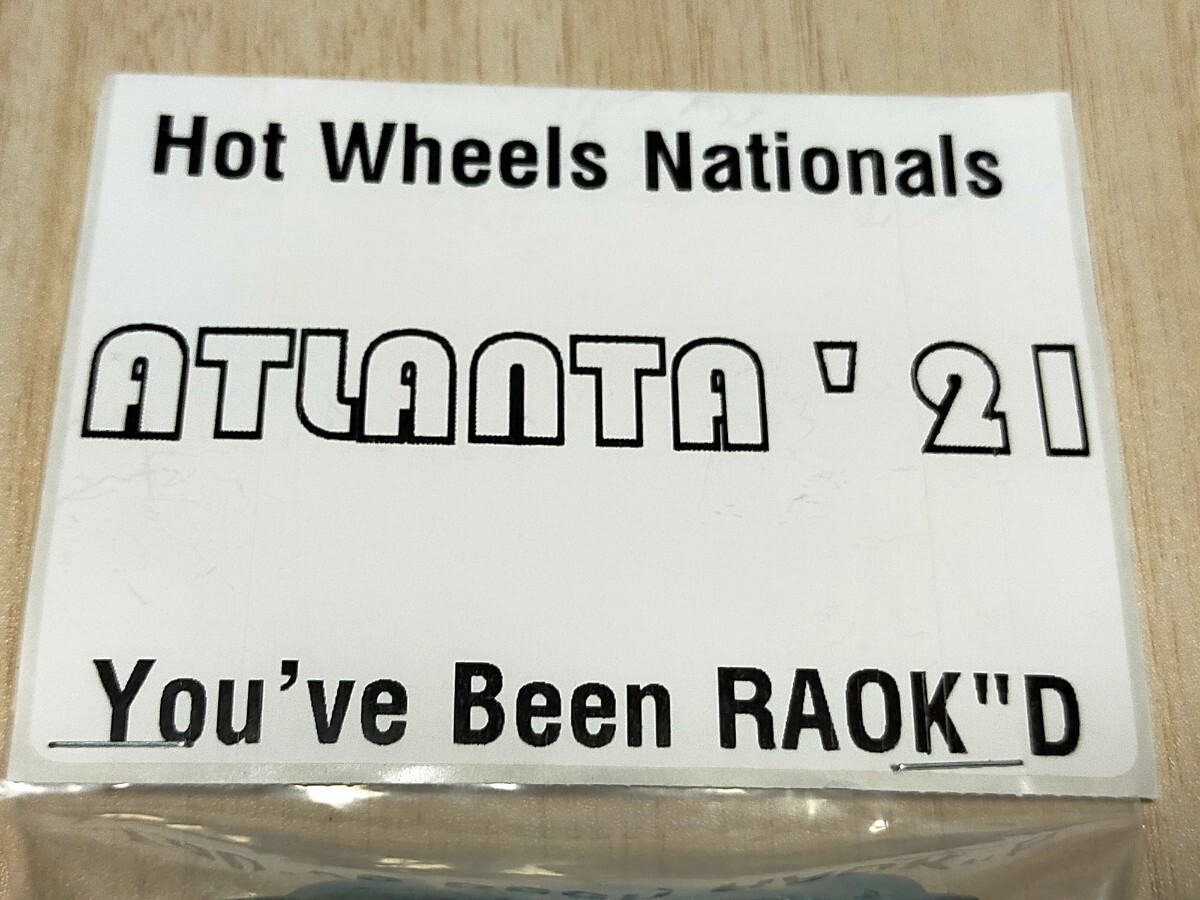 Hot Wheels Nationals
ATLANTA '21
You've Been RAOK"D